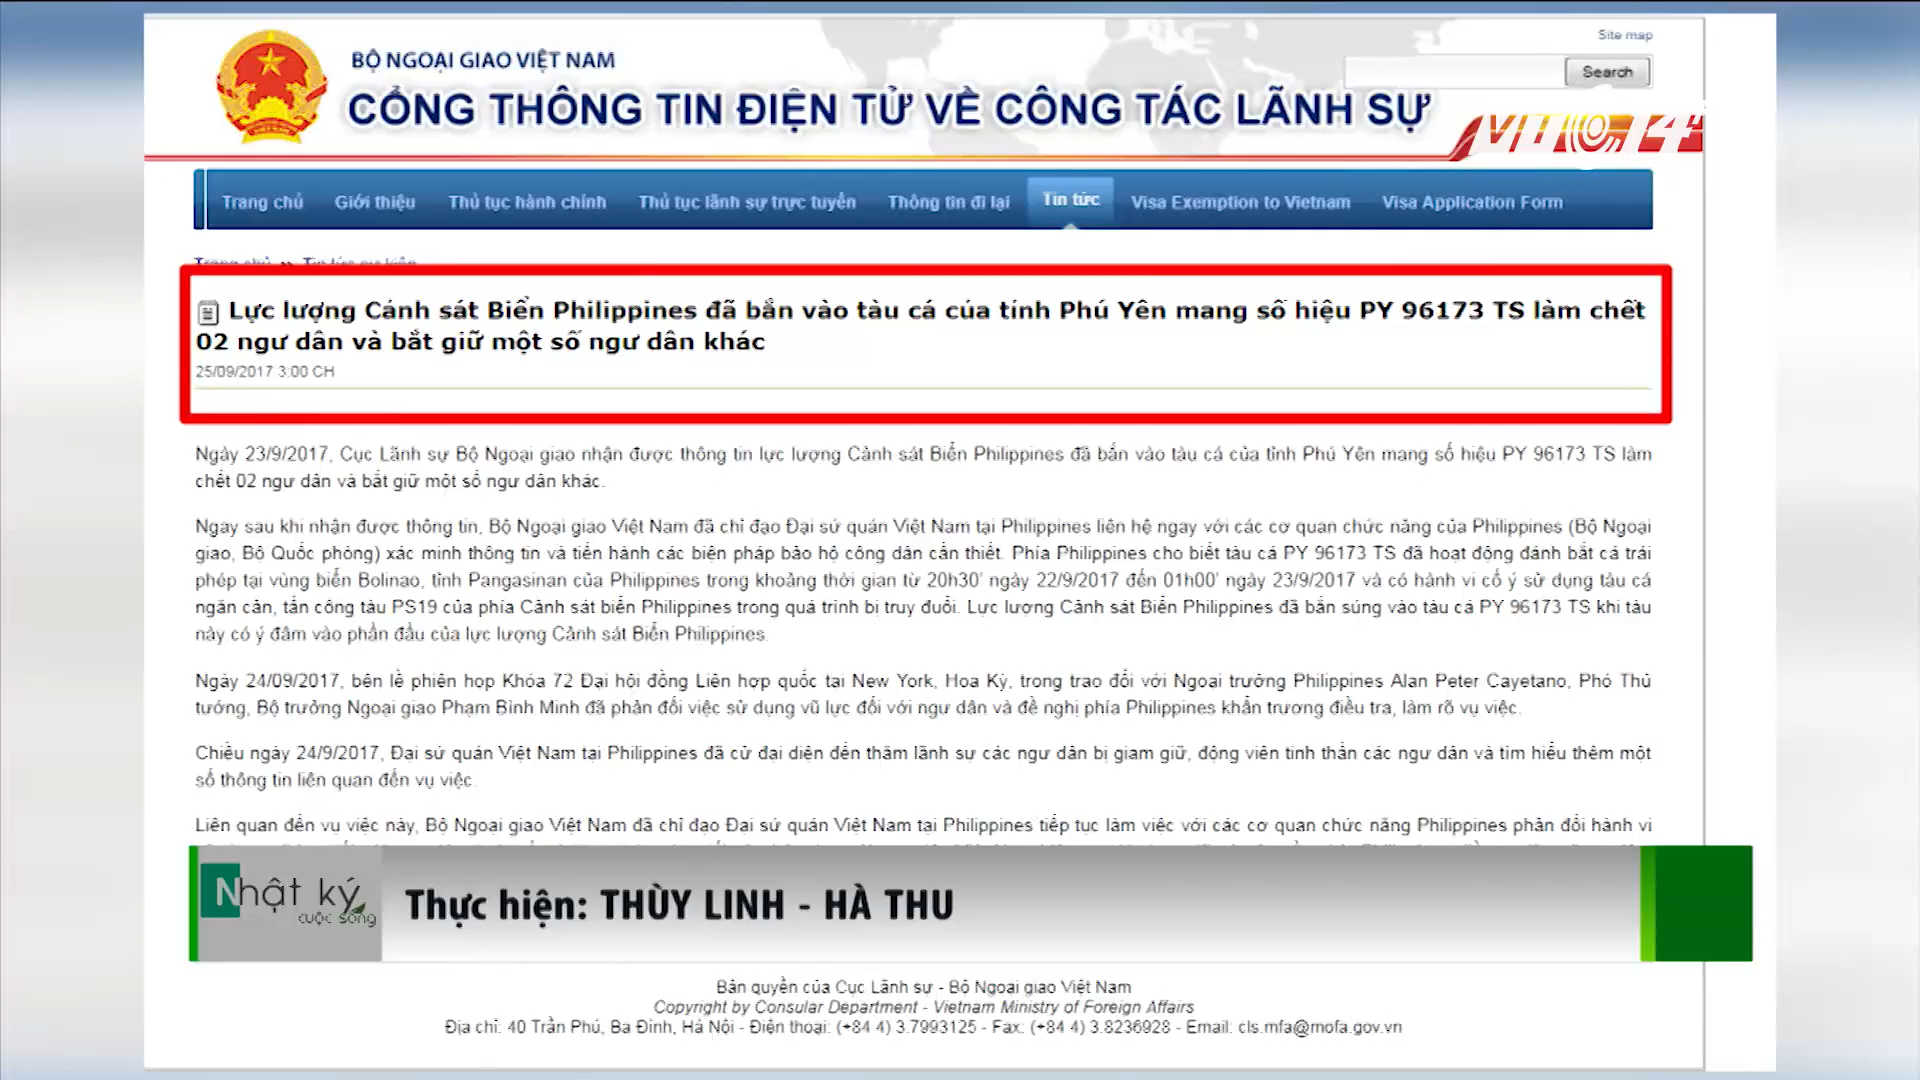 BỘ NGOẠI GIAO VIỆT NAM
CỔNG THÔNG TIN ĐIỆN TỬ VỀ CÔNG TÁC LÃNH SỰ
Site map
Search
Trang chủ Giới thiệu Thủ tục hành chính Thủ tục lãnh sự trực tuyến Thông tin đi lại Tin tức Visa Exemption to Vietnam Visa Application Form
Lực lượng Cảnh sát Biển Philippines đã bắn vào tàu cá của tỉnh Phú Yên mang số hiệu PY 96173 TS làm chết
02 ngư dân và bắt giữ một số ngư dân khác
25/09/2017 3:00 CH
Ngày 23/9/2017, Cục Lãnh sự Bộ Ngoại giao nhận được thông tin lực lượng Cảnh sát Biển Philippines đã bắn vào tàu cá của tỉnh Phú Yên mang số hiệu PY 96173 TS làm
chết 02 ngư dân và bắt giữ một số ngư dân khác.
Ngay sau khi nhận được thông tin, Bộ Ngoại giao Việt Nam đã chỉ đạo Đại sứ quán Việt Nam tại Philippines liên hệ ngay với các cơ quan chức năng của Philippines (Bộ Ngoại
giao, Bộ Quốc phòng) xác minh thông tin và tiến hành các biện pháp bảo hộ công dân cần thiết. Phía Philippines cho biết tàu cá PY 96173 TS đã hoạt động đánh bắt cá trái
phép tại vùng biển Bolinao, tỉnh Pangasinan của Philippines trong khoảng thời gian từ 20h30' ngày 22/9/2017 đến 01h00' ngày 23/9/2017 và có hành vi cố ý sử dụng tàu cá
ngăn cản, tấn công tàu PS19 của phía Cảnh sát biển Philippines trong quá trình bị truy đuổi. Lực lượng Cảnh sát Biển Philippines đã bắn súng vào tàu cá PY 96173 TS khi tàu
này có ý đâm vào phần đầu của lực lượng Cảnh sát Biển Philippines.
Ngày 24/09/2017, bên lề phiên họp Khóa 72 Đại hội đồng Liên hợp quốc tại New York, Hoa Kỳ, trong trao đổi với Ngoại trưởng Philippines Alan Peter Cayetano, Phó Thủ
tướng, Bộ trưởng Ngoại giao Phạm Bình Minh đã phản đối việc sử dụng vũ lực đối với ngư dân và đề nghị phía Philippines khẩn trương điều tra, làm rõ vụ việc.
Chiều ngày 24/9/2017, Đại sứ quán Việt Nam tại Philippines đã cử đại diện đến thăm lãnh sự các ngư dân bị giam giữ, động viên tinh thần các ngư dân và tìm hiểu thêm một
số thông tin liên quan đến vụ việc.
Liên quan đến vụ việc này, Bộ Ngoại giao Việt Nam đã chỉ đạo Đại sứ quán Việt Nam tại Philippines tiếp tục làm việc với các cơ quan chức năng Philippines phản đối hành vi
Nhật ký
cuộc sống
Thực hiện: THÙY LINH - HÀ THU
Bản quyền của Cục Lãnh sự - Bộ Ngoại giao Việt Nam
Copyright by Consular Department - Vietnam Ministry of Foreign Affairs
Địa chỉ: 40 Trần Phú, Ba Đình, Hà Nội - Điện thoại: (+84 4) 3.7993125 - Fax: (+84 4) 3.8236928 - Email: cls.mfa@mofa.gov.vn